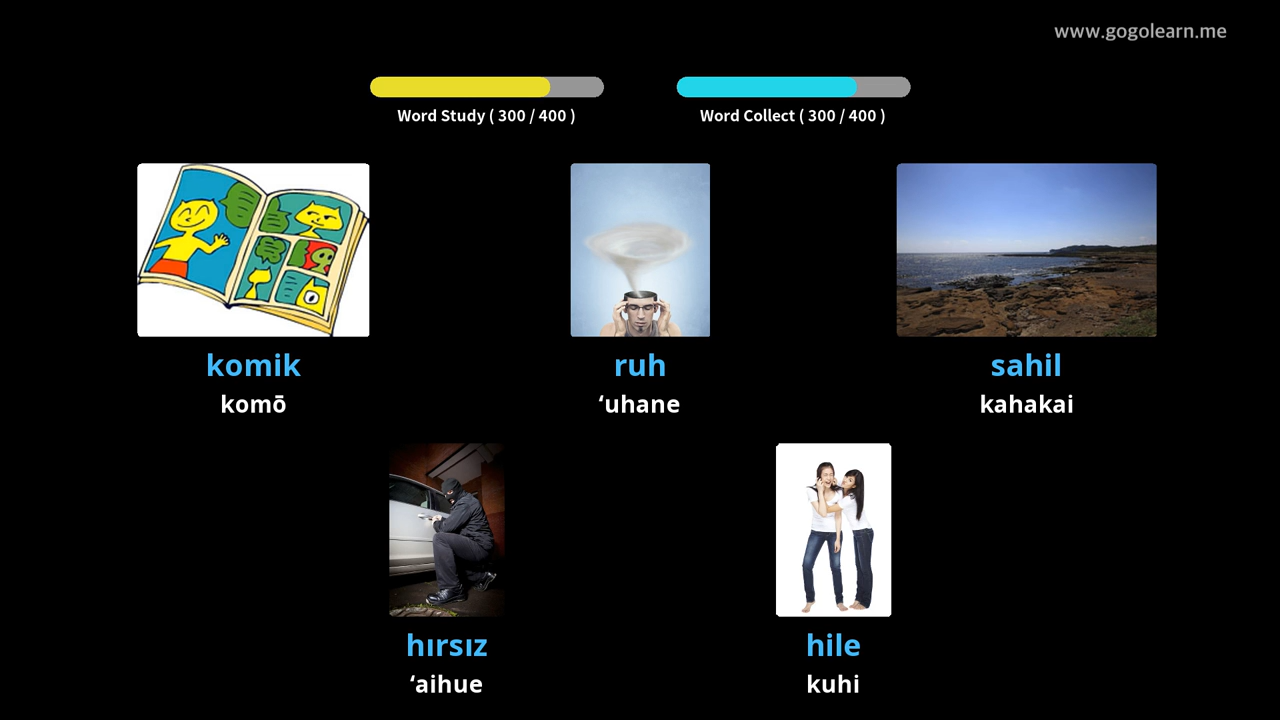 www.gogolearn.me
Word Study ( 300 / 400 )
Word Collect ( 300 / 400 )
komik
komō
ruh
ʻuhane
sahil
kahakai
hırsız
ʻaihue
hile
kuhi